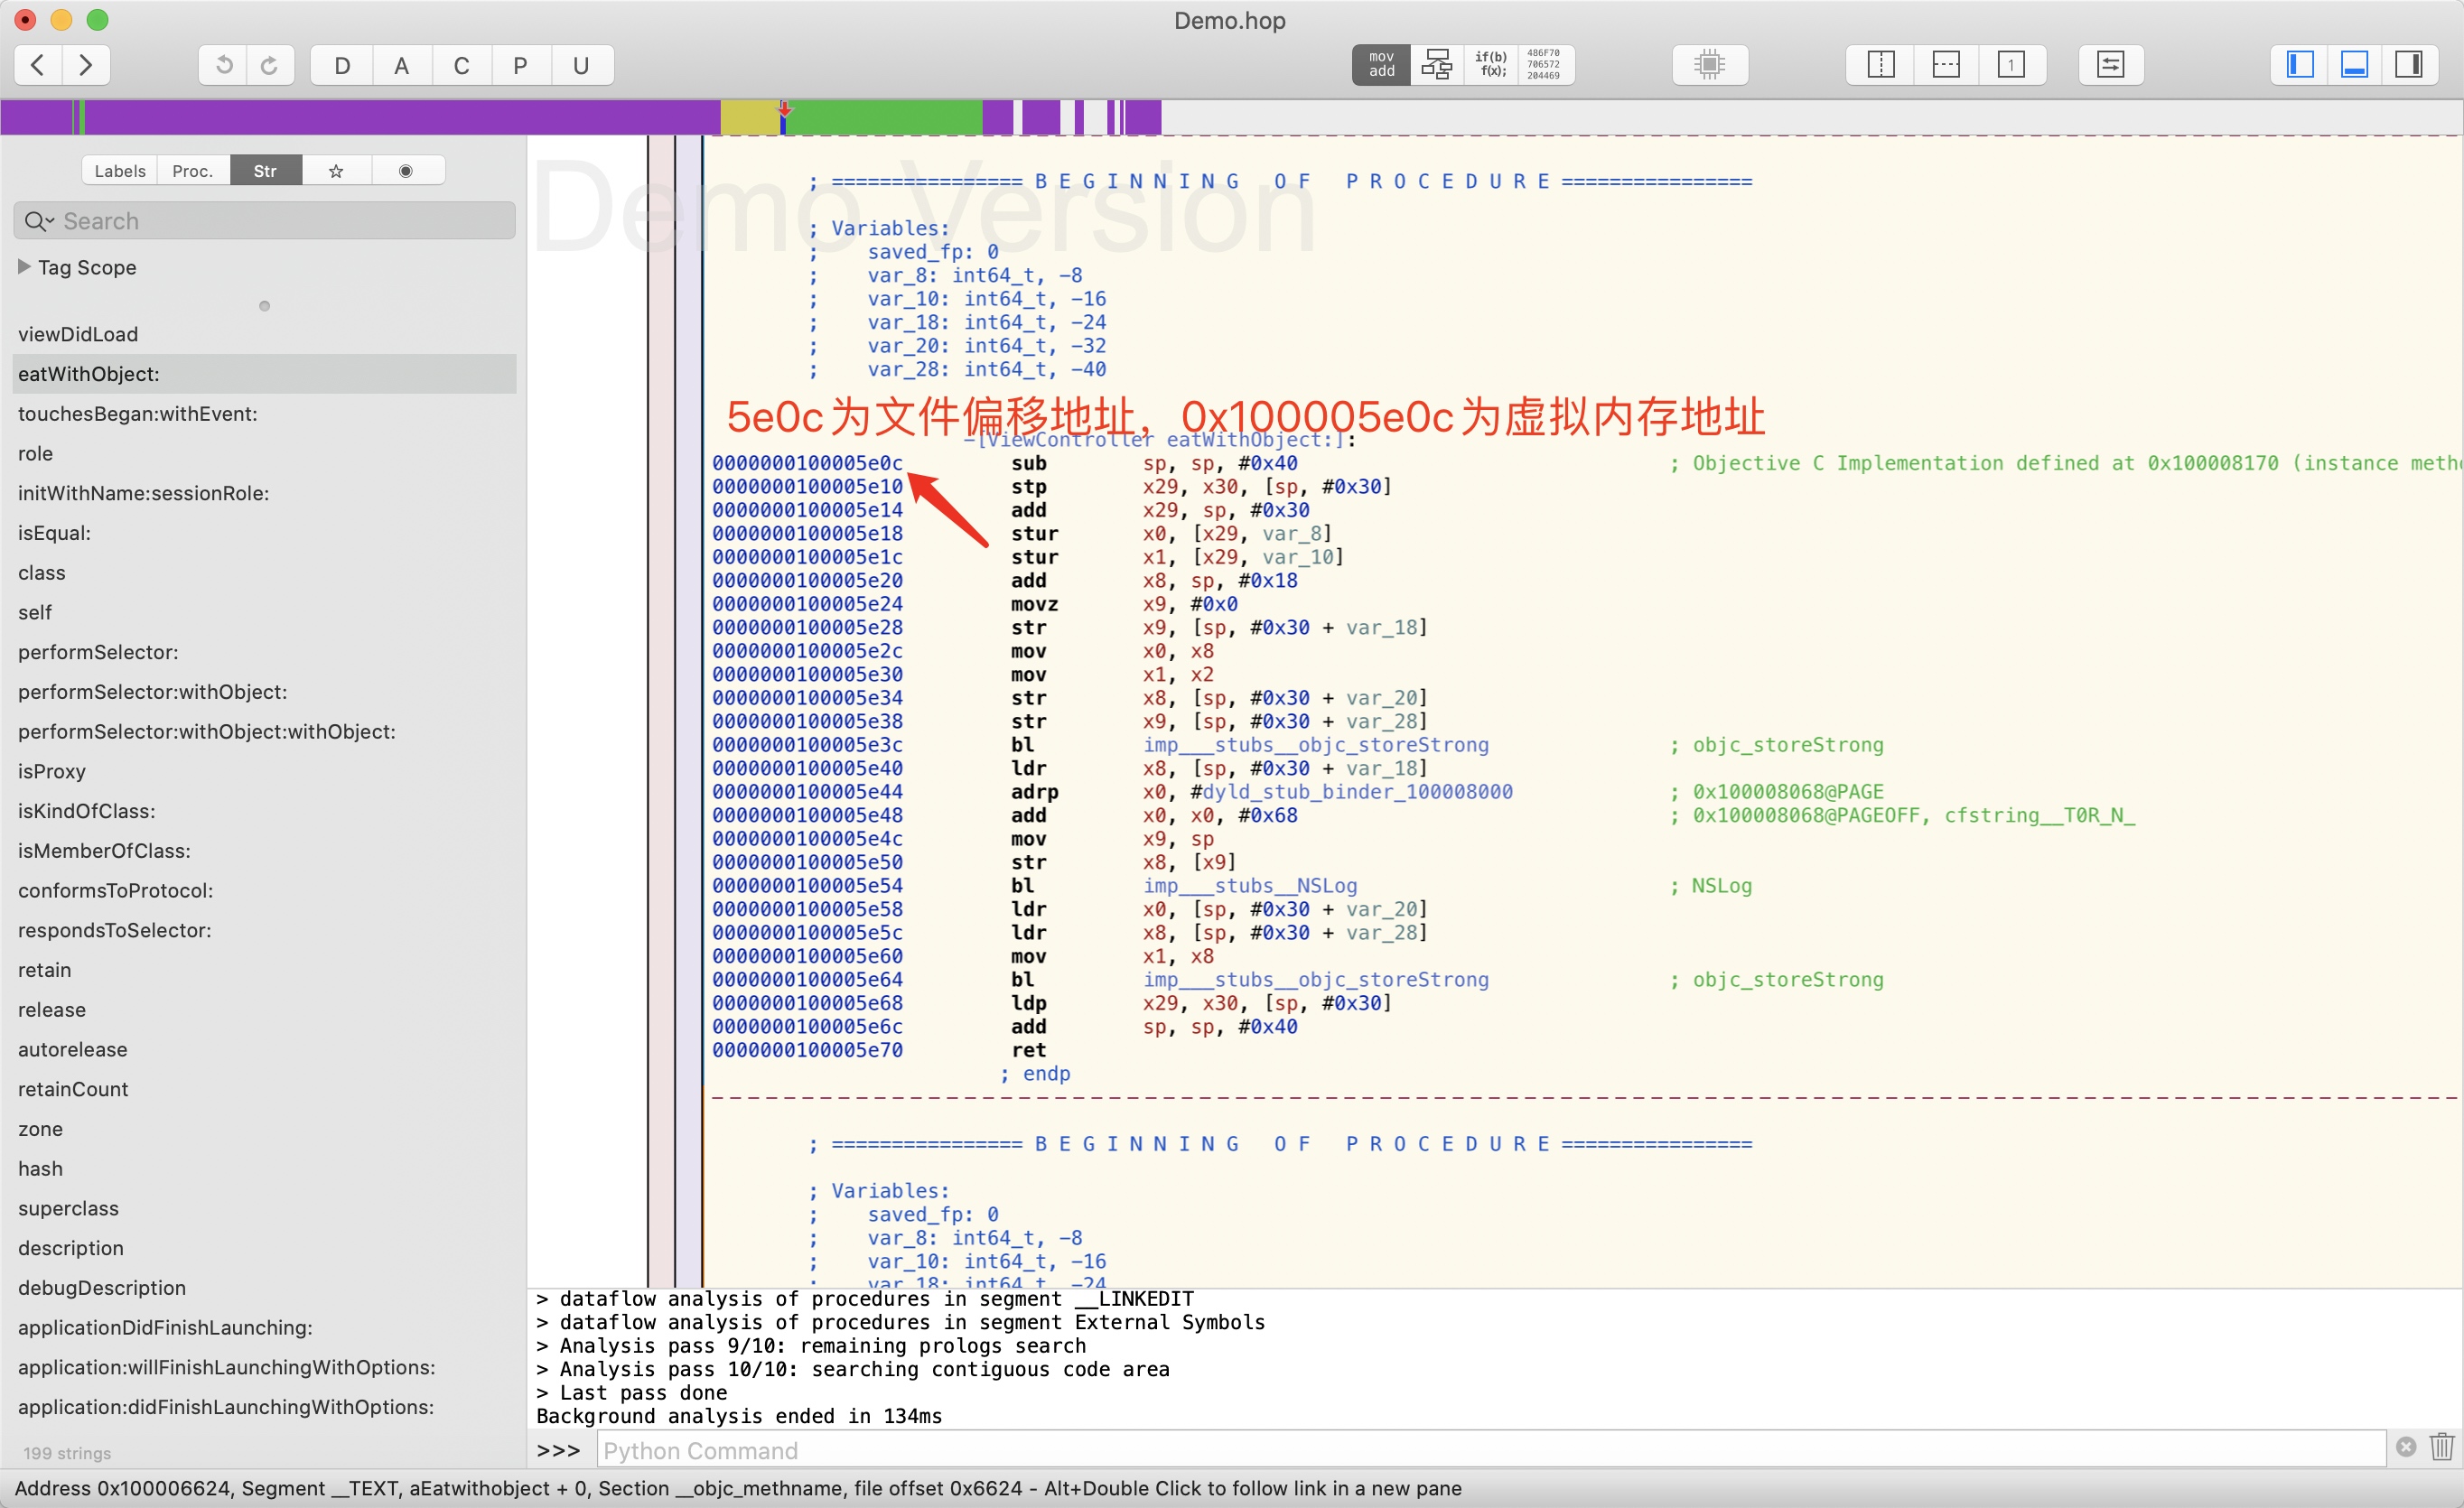 Demo.hop
D A C P U
mov
add
if(b)
f(x);
486F70
706572
204469
1
Labels Proc. Str
Search
Tag Scope
viewDidLoad
eatWithObject:
touchesBegan:withEvent:
role
initWithName:sessionRole:
isEqual:
class
self
performSelector:
performSelector:withObject:
performSelector:withObject:withObject:
isProxy
isKindOfClass:
isMemberOfClass:
conformsToProtocol:
respondsToSelector:
retain
release
autorelease
retainCount
zone
hash
superclass
description
debugDescription
applicationDidFinishLaunching:
application:willFinishLaunchingWithOptions:
application:didFinishLaunchingWithOptions:
199 strings
Demo Version
; ================ B E G I N N I N G   O F   P R O C E D U R E ================
; Variables:
;    saved_fp: 0
;    var_8: int64_t, -8
;    var_10: int64_t, -16
;    var_18: int64_t, -24
;    var_20: int64_t, -32
;    var_28: int64_t, -40
5e0c为文件偏移地址，0x100005e0c为虚拟内存地址
-[ViewController eatWithObject:]:
0000000100005e0c sub sp, sp, #0x40 ; Objective C Implementation defined at 0x100008170 (instance meth
0000000100005e10 stp x29, x30, [sp, #0x30]
0000000100005e14 add x29, sp, #0x30
0000000100005e18 stur x0, [x29, var_8]
0000000100005e1c stur x1, [x29, var_10]
0000000100005e20 add x8, sp, #0x18
0000000100005e24 movz x9, #0x0
0000000100005e28 str x9, [sp, #0x30 + var_18]
0000000100005e2c mov x0, x8
0000000100005e30 mov x1, x2
0000000100005e34 str x8, [sp, #0x30 + var_20]
0000000100005e38 str x9, [sp, #0x30 + var_28]
0000000100005e3c bl imp___stubs__objc_storeStrong ; objc_storeStrong
0000000100005e40 ldr x8, [sp, #0x30 + var_18]
0000000100005e44 adrp x0, #dyld_stub_binder_100008000 ; 0x100008068@PAGE
0000000100005e48 add x0, x0, #0x68 ; 0x100008068@PAGEOFF, cfstring__T0R_N_
0000000100005e4c mov x9, sp
0000000100005e50 str x8, [x9]
0000000100005e54 bl imp___stubs__NSLog ; NSLog
0000000100005e58 ldr x0, [sp, #0x30 + var_20]
0000000100005e5c ldr x8, [sp, #0x30 + var_28]
0000000100005e60 mov x1, x8
0000000100005e64 bl imp___stubs__objc_storeStrong ; objc_storeStrong
0000000100005e68 ldp x29, x30, [sp, #0x30]
0000000100005e6c add sp, sp, #0x40
0000000100005e70 ret
; endp
; ================ B E G I N N I N G   O F   P R O C E D U R E ================
; Variables:
;    saved_fp: 0
;    var_8: int64_t, -8
;    var_10: int64_t, -16
;    var_18: int64_t, -24
> dataflow analysis of procedures in segment __LINKEDIT
> dataflow analysis of procedures in segment External Symbols
> Analysis pass 9/10: remaining prologs search
> Analysis pass 10/10: searching contiguous code area
> Last pass done
Background analysis ended in 134ms
>>> Python Command
Address 0x100006624, Segment __TEXT, aEatwithobject + 0, Section __objc_methname, file offset 0x6624 - Alt+Double Click to follow link in a new pane